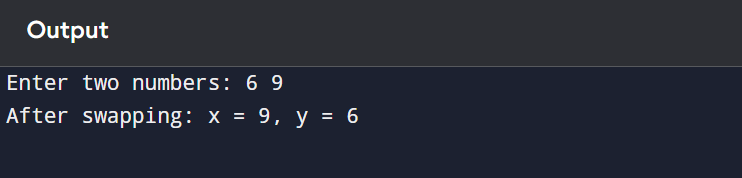 Output
Enter two numbers: 6 9
After swapping: x = 9, y = 6